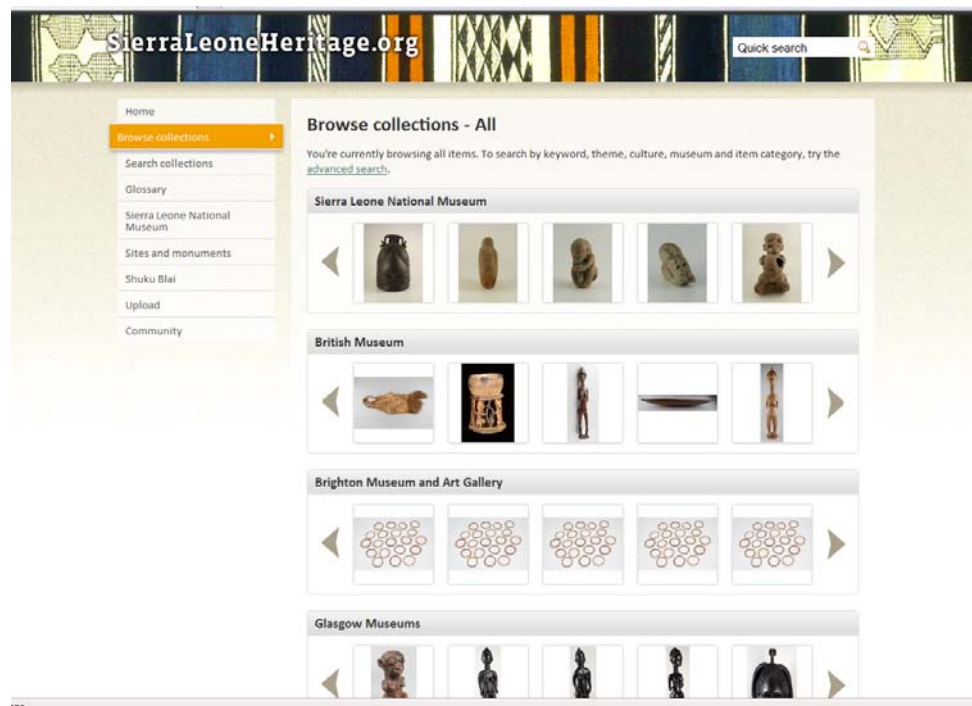 SierraLeoneHeritage.org
Quick search
Home
Browse collections
Search collections
Glossary
Sierra Leone National
Museum
Sites and monuments
Shuku Blai
Upload
Community
Browse collections - All
You're currently browsing all items. To search by keyword, theme, culture, museum and item category, try the
advanced search.
Sierra Leone National Museum
British Museum
Brighton Museum and Art Gallery
Glasgow Museums